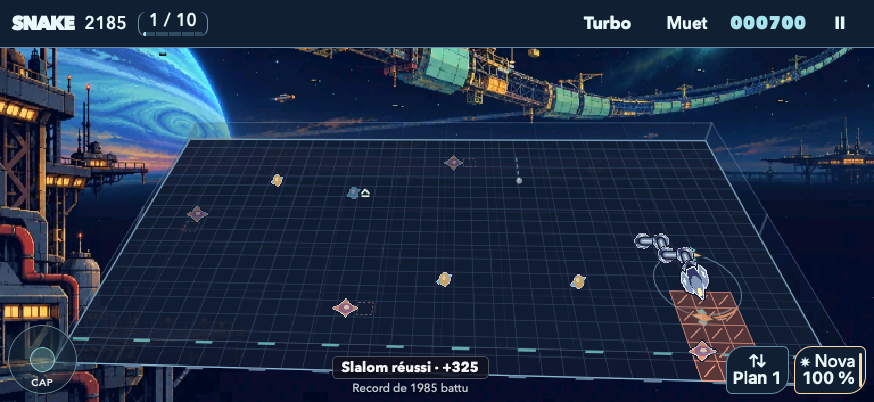 SNAKE 2185 1 / 10 Turbo Muet 000700
Slalom réussi · +325
Record de 1985 battu
CAP
Plan 1
Nova
100 %